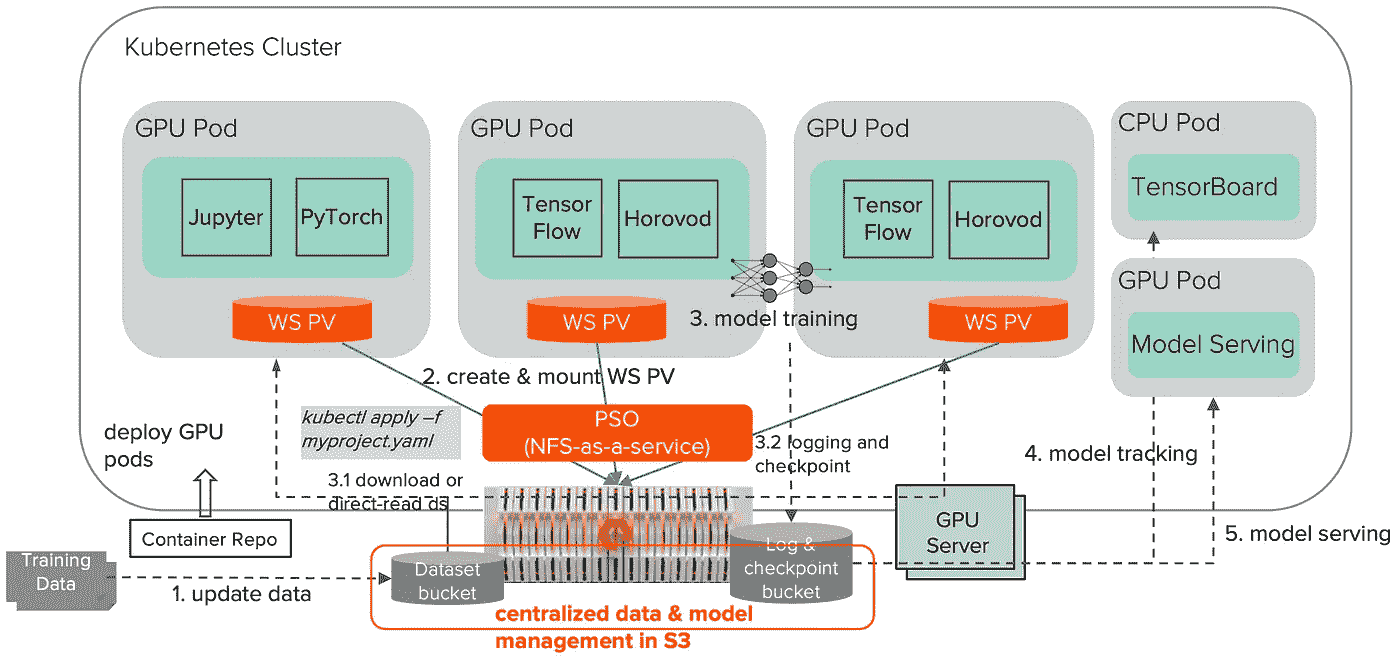 Kubernetes Cluster
GPU Pod
Jupyter
PyTorch
WS PV
GPU Pod
Tensor
Flow
Horovod
WS PV
GPU Pod
Tensor
Flow
Horovod
WS PV
CPU Pod
TensorBoard
GPU Pod
Model Serving
3. model training
2. create & mount WS PV
kubectl apply –f
myproject.yaml
PSO
(NFS-as-a-service)
3.2 logging and
checkpoint
deploy GPU
pods
3.1 download or
direct-read ds
4. model tracking
Container Repo
GPU
Server
5. model serving
Training
Data
1. update data
Dataset
bucket
Log &
checkpoint
bucket
centralized data & model
management in S3